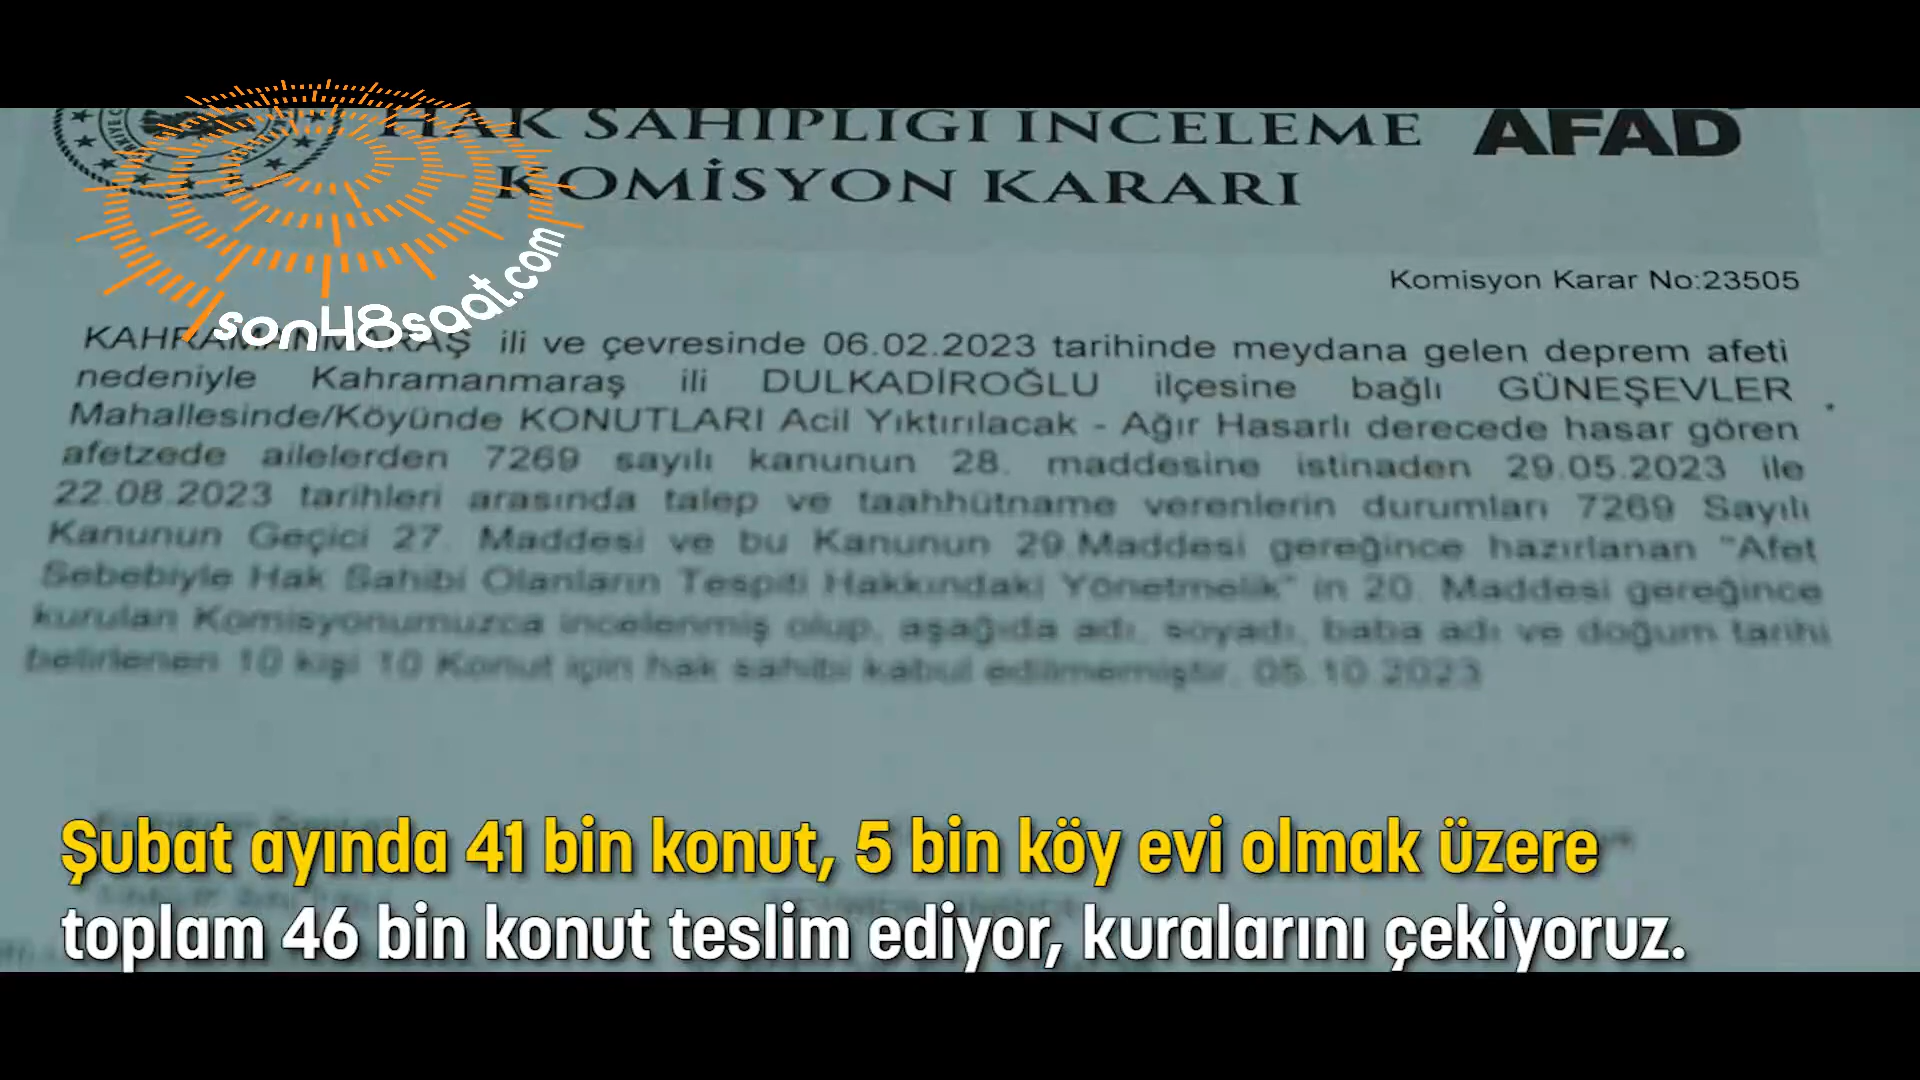 HAK SAHİPLİĞİ İNCELEME
AFAD
KOMİSYON KARARI
son48saat.com
Komisyon Karar No:23505
KAHRAMANMARAŞ ili ve çevresinde 06.02.2023 tarihinde meydana gelen deprem afeti
nedeniyle Kahramanmaraş ili DULKADİROĞLU ilçesine bağlı GÜNEŞEVLER
Mahallesinde/Köyünde KONUTLARI Acil Yıktırılacak - Ağır Hasarlı derecede hasar gören
afetzede ailelerden 7269 sayılı kanunun 28. maddesine istinaden 29.05.2023 ile
22.08.2023 tarihleri arasında talep ve taahhütname verenlerin durumları 7269 Sayılı
Kanunun Geçici 27. Maddesi ve bu Kanunun 29.Maddesi gereğince hazırlanan "Afet
Sebebiyle Hak Sahibi Olanların Tespiti Hakkındaki Yönetmelik" in 20. Maddesi gereğince
kurulan Komisyonumuzca incelenmiş olup, aşağıda adı, soyadı, baba adı ve doğum tarihi
belirlenen 10 kişi 10 Konut için hak sahibi kabul edilmemiştir. 05.10.2023
Şubat ayında 41 bin konut, 5 bin köy evi olmak üzere
toplam 46 bin konut teslim ediyor, kuralarını çekiyoruz.